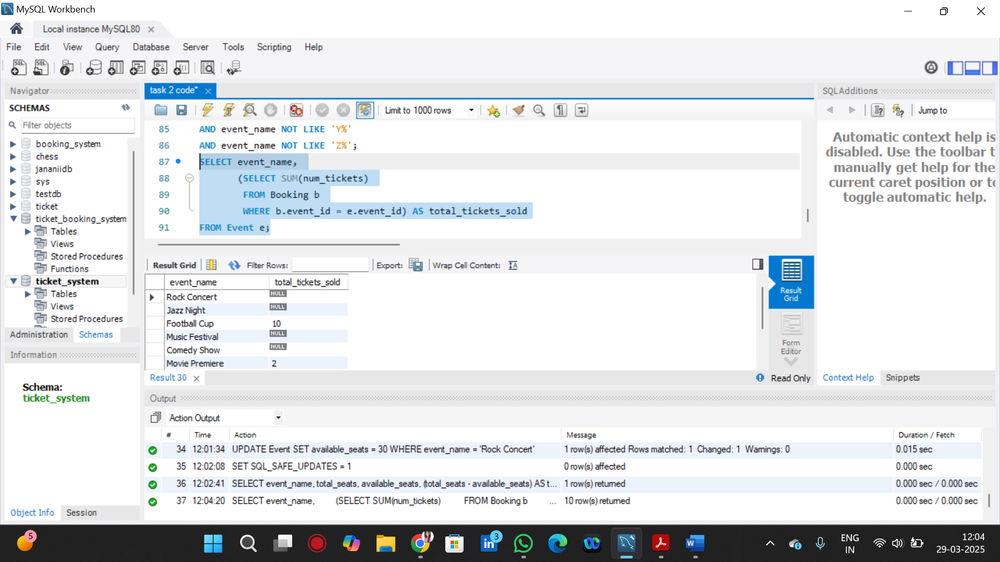 MySQL Workbench
Local instance MySQL80
File Edit View Query Database Server Tools Scripting Help
Navigator
SCHEMAS
Filter objects
booking_system
chess
jananiidb
sys
testdb
ticket
ticket_booking_system
Tables
Views
Stored Procedures
Functions
ticket_system
Tables
Views
Stored Procedures
Administration Schemas
Information
Schema:
ticket_system
Object Info Session
task 2 code*
Limit to 1000 rows
85 AND event_name NOT LIKE 'Y%'
86 AND event_name NOT LIKE 'Z%';
87 SELECT event_name,
88 (SELECT SUM(num_tickets)
89 FROM Booking b
90 WHERE b.event_id = e.event_id) AS total_tickets_sold
91 FROM Event e;
Result Grid Filter Rows: Export: Wrap Cell Content:
event_name total_tickets_sold
Rock Concert NULL
Jazz Night NULL
Football Cup 10
Music Festival NULL
Comedy Show NULL
Movie Premiere 2
Result
Grid
Form
Editor
Result 30
Read Only
SQLAdditions
Jump to
Automatic context help is
disabled. Use the toolbar t
manually get help for the
current caret position or to
toggle automatic help.
Context Help Snippets
Output
Action Output
# Time Action Message Duration / Fetch
34 12:01:34 UPDATE Event SET available_seats = 30 WHERE event_name = 'Rock Concert' 1 row(s) affected Rows matched: 1 Changed: 1 Warnings: 0 0.015 sec
35 12:02:08 SET SQL_SAFE_UPDATES = 1 0 row(s) affected 0.000 sec
36 12:02:41 SELECT event_name, total_seats, available_seats, (total_seats - available_seats) AS t... 1 row(s) returned 0.000 sec / 0.000 sec
37 12:04:20 SELECT event_name, (SELECT SUM(num_tickets) FROM Booking b ... 10 row(s) returned 0.000 sec / 0.000 sec
5
3
ENG
IN
12:04
29-03-2025